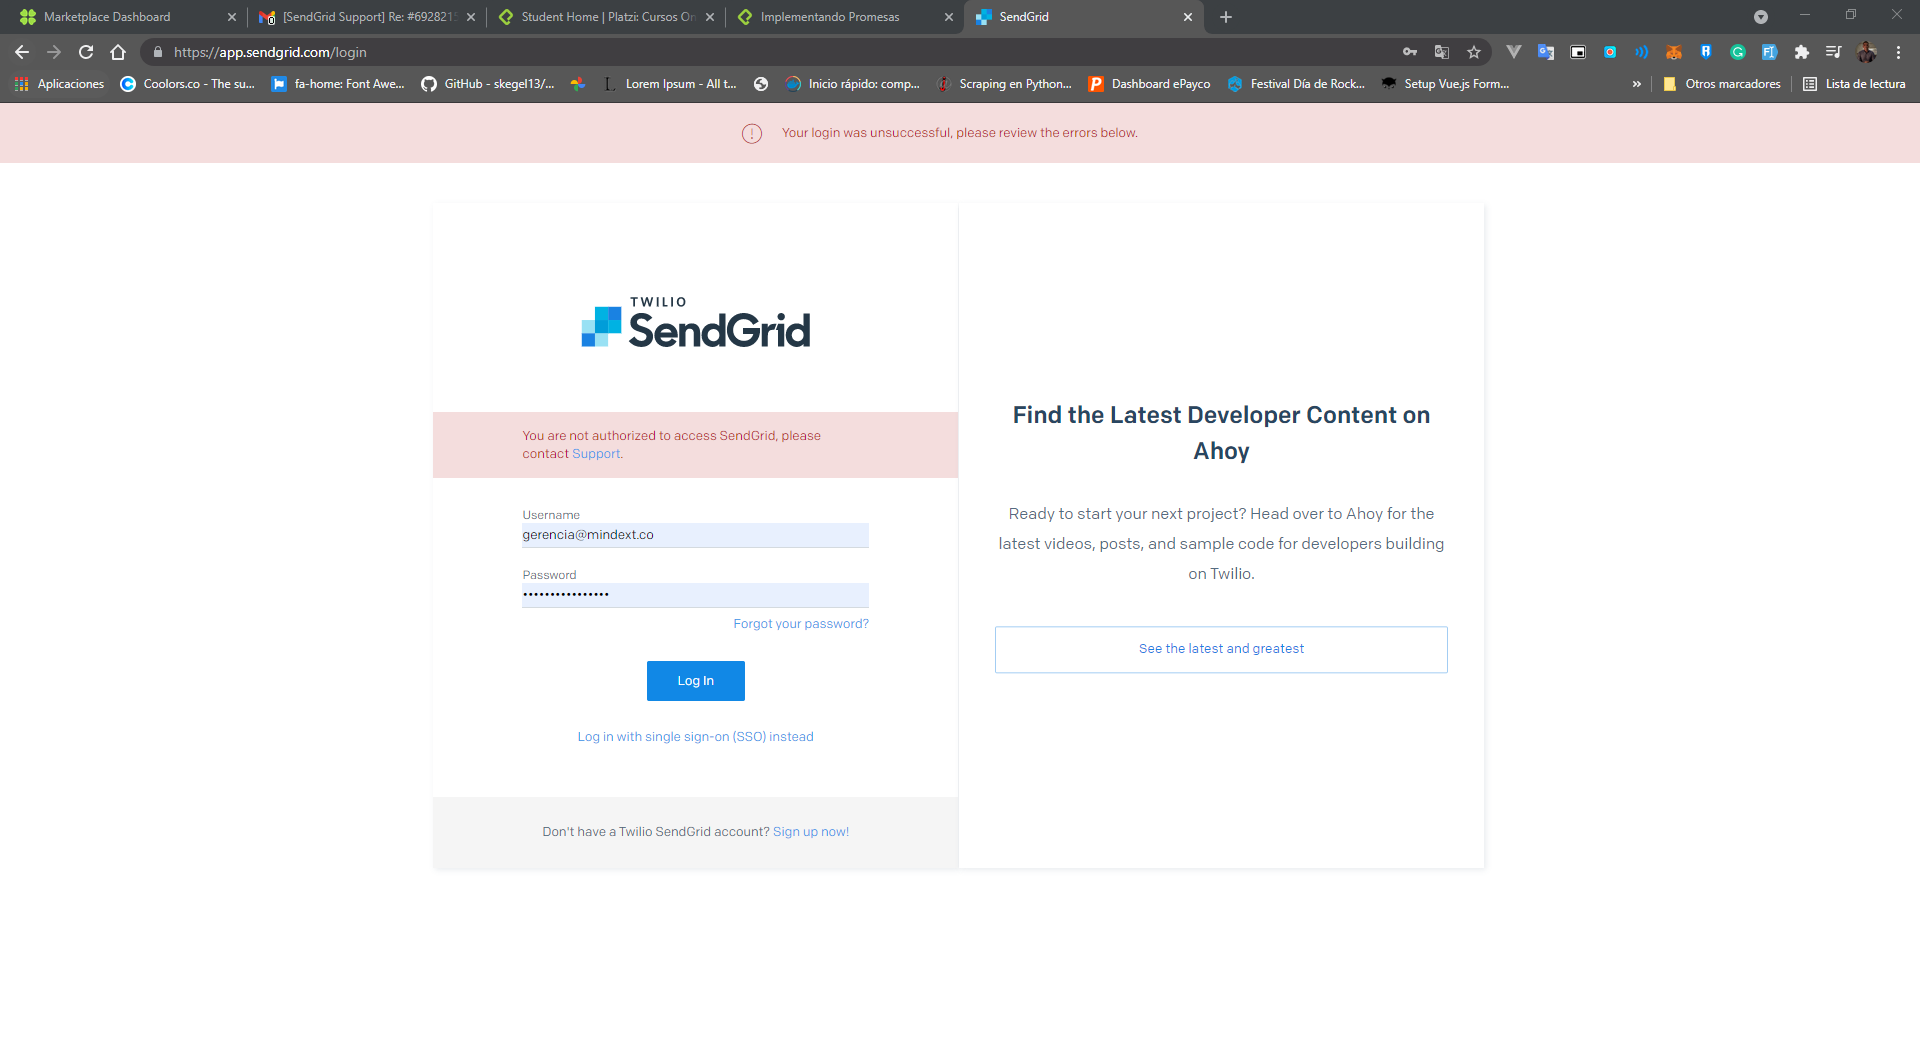 Marketplace Dashboard
[SendGrid Support] Re: #6928215
Student Home | Platzi: Cursos On
Implementando Promesas
SendGrid
https://app.sendgrid.com/login
Aplicaciones
Coolors.co - The su...
fa-home: Font Awe...
GitHub - skegel13/...
Lorem Ipsum - All t...
Inicio rápido: comp...
Scraping en Python...
Dashboard ePayco
Festival Día de Rock...
Setup Vue.js Form...
»
Otros marcadores
Lista de lectura
Your login was unsuccessful, please review the errors below.
TWILIO
SendGrid
You are not authorized to access SendGrid, please
contact Support.
Username
gerencia@mindext.co
Password
••••••••••••••••
Forgot your password?
Log In
Log in with single sign-on (SSO) instead
Don't have a Twilio SendGrid account? Sign up now!
Find the Latest Developer Content on
Ahoy
Ready to start your next project? Head over to Ahoy for the
latest videos, posts, and sample code for developers building
on Twilio.
See the latest and greatest